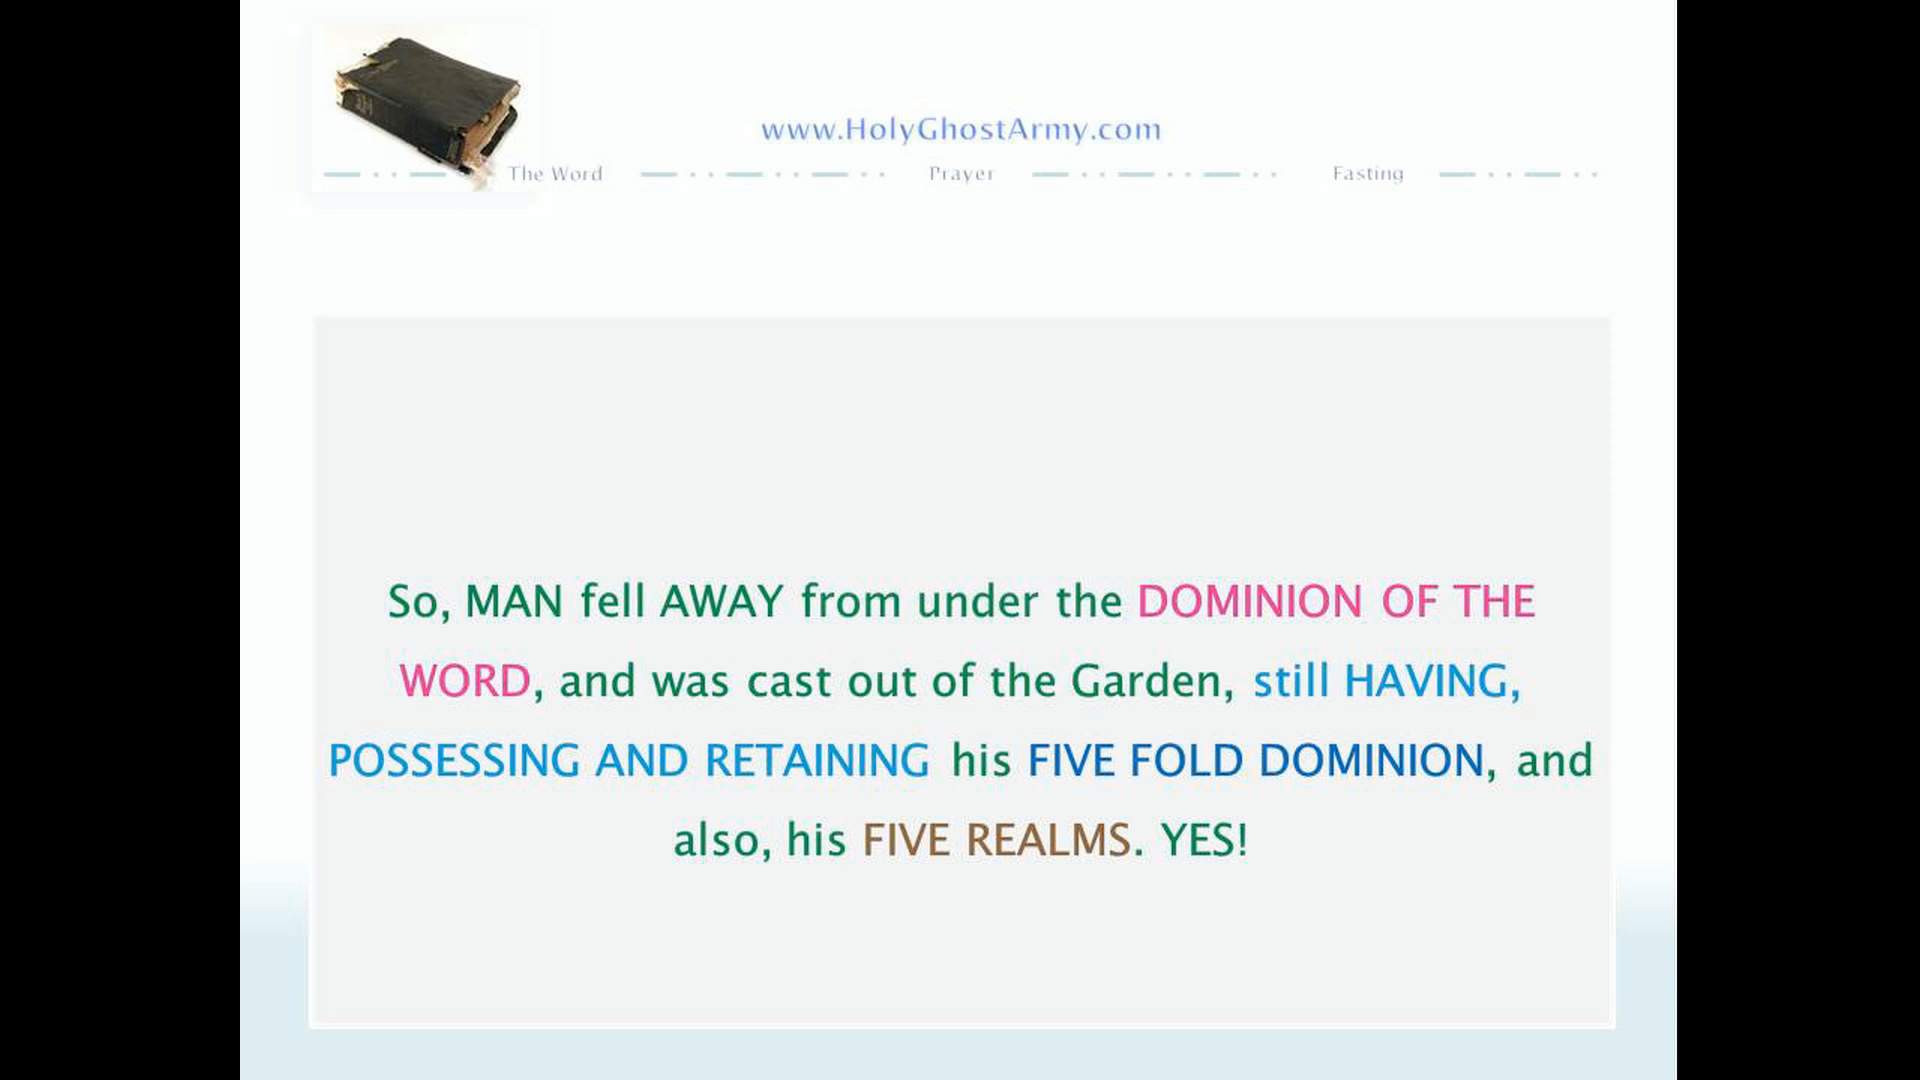 www.HolyGhostArmy.com
The Word Prayer Fasting
So, MAN fell AWAY from under the DOMINION OF THE
WORD, and was cast out of the Garden, still HAVING,
POSSESSING AND RETAINING his FIVE FOLD DOMINION, and
also, his FIVE REALMS. YES!